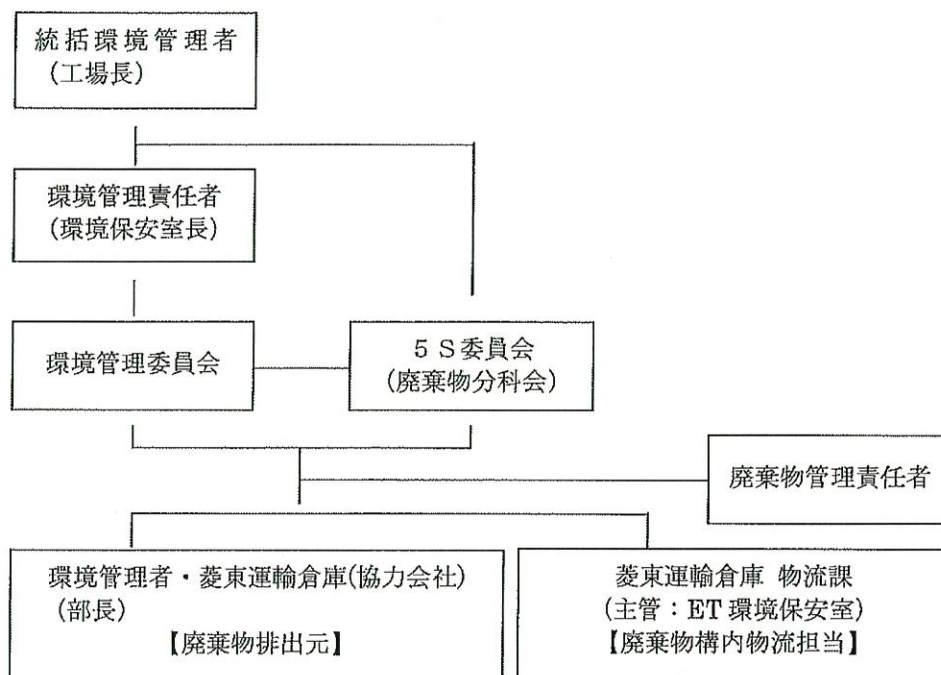 統括環境管理者
(工場長)
環境管理責任者
(環境保安室長)
環境管理委員会
５Ｓ委員会
(廃棄物分科会)
廃棄物管理責任者
環境管理者・菱東運輸倉庫(協力会社)
(部長)
【廃棄物排出元】
菱東運輸倉庫 物流課
(主管：ET 環境保安室)
【廃棄物構内物流担当】